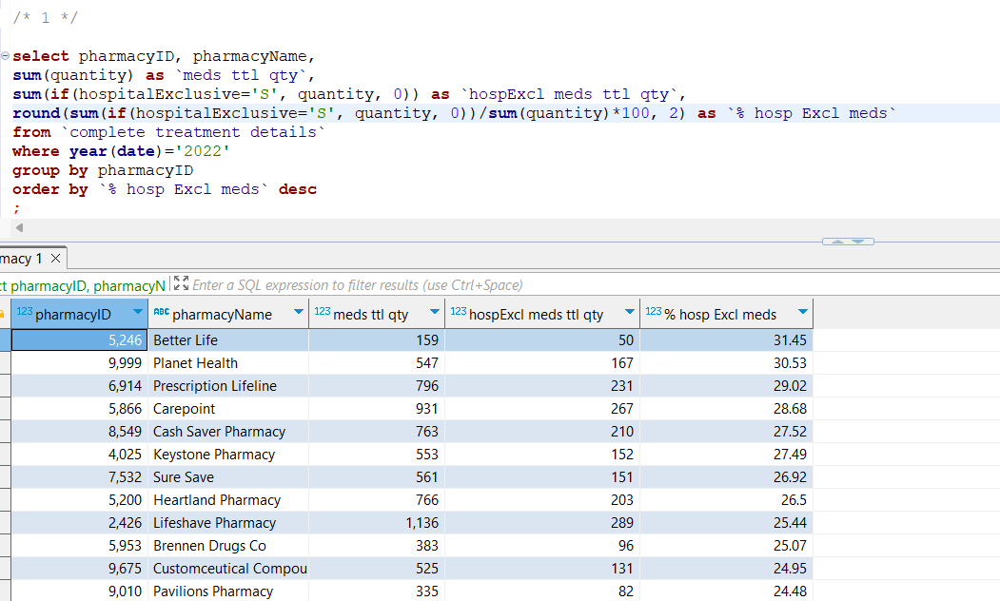 /* 1 */
select pharmacyID, pharmacyName,
sum(quantity) as `meds ttl qty`,
sum(if(hospitalExclusive='S', quantity, 0)) as `hospExcl meds ttl qty`,
round(sum(if(hospitalExclusive='S', quantity, 0))/sum(quantity)*100, 2) as `% hosp Excl meds`
from `complete treatment details`
where year(date)='2022'
group by pharmacyID
order by `% hosp Excl meds` desc
;
macy 1
ct pharmacyID, pharmacyN Enter a SQL expression to filter results (use Ctrl+Space)
123 pharmacyID ABC pharmacyName 123 meds ttl qty 123 hospExcl meds ttl qty 123 % hosp Excl meds
5,246 Better Life 159 50 31.45
9,999 Planet Health 547 167 30.53
6,914 Prescription Lifeline 796 231 29.02
5,866 Carepoint 931 267 28.68
8,549 Cash Saver Pharmacy 763 210 27.52
4,025 Keystone Pharmacy 553 152 27.49
7,532 Sure Save 561 151 26.92
5,200 Heartland Pharmacy 766 203 26.5
2,426 Lifeshave Pharmacy 1,136 289 25.44
5,953 Brennen Drugs Co 383 96 25.07
9,675 Customceutical Compou 525 131 24.95
9,010 Pavilions Pharmacy 335 82 24.48